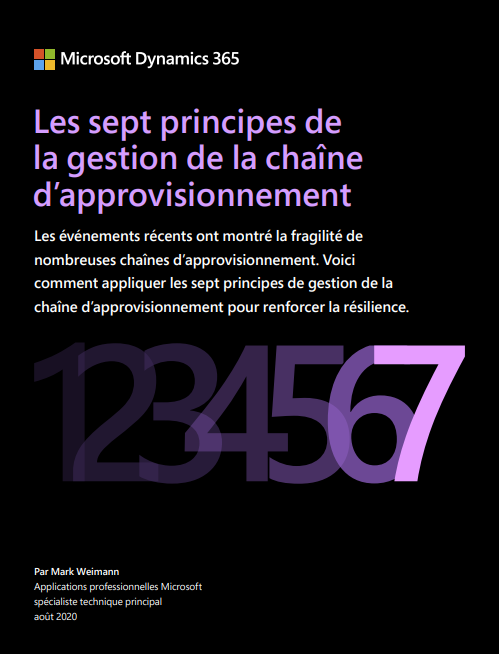 Microsoft Dynamics 365
Les sept principes de
la gestion de la chaîne
d’approvisionnement
Les événements récents ont montré la fragilité de
nombreuses chaînes d’approvisionnement. Voici
comment appliquer les sept principes de gestion de la
chaîne d’approvisionnement pour renforcer la résilience.
1234567
Par Mark Weimann
Applications professionnelles Microsoft
spécialiste technique principal
août 2020